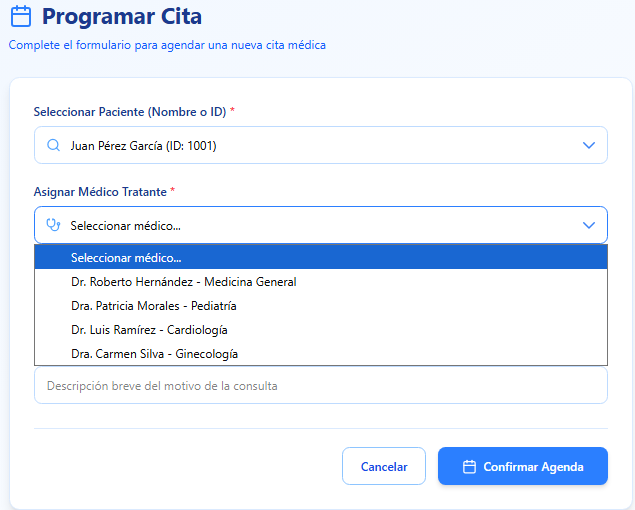 Programar Cita
Complete el formulario para agendar una nueva cita médica
Seleccionar Paciente (Nombre o ID) *
Juan Pérez García (ID: 1001)
Asignar Médico Tratante *
Seleccionar médico...
Seleccionar médico...
Dr. Roberto Hernández - Medicina General
Dra. Patricia Morales - Pediatría
Dr. Luis Ramírez - Cardiología
Dra. Carmen Silva - Ginecología
Descripción breve del motivo de la consulta
Cancelar
Confirmar Agenda